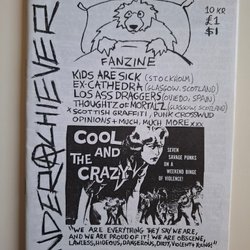 UNDERACHIEVER
10 KR
£1
$1
FANZINE
KIDS ARE SICK (STOCKHOLM)
EX-CATHEDRA (GLASGOW, SCOTLAND)
LOS ASS DRAGGERS (OVIEDO, SPAIN)
THOUGHTZ OF MORTALZ (GLASGOW, SCOTLAND)
* SCOTTISH GRAFFITI, PUNK CROSSWUD
OPINIONS + MUCH, MUCH MORE xxx
COOL
AND
THE
CRAZY
SEVEN
SAVAGE PUNKS
ON A
WEEKEND BINGE
OF VIOLENCE!
"WE ARE EVERYTHING THEY SAY WE ARE,
AND WE ARE PROUD OF IT! WE ARE OBSCENE,
LAWLESS, HIDEOUS, DANGEROUS, DIRTY, VIOLENT + YOUNG!"